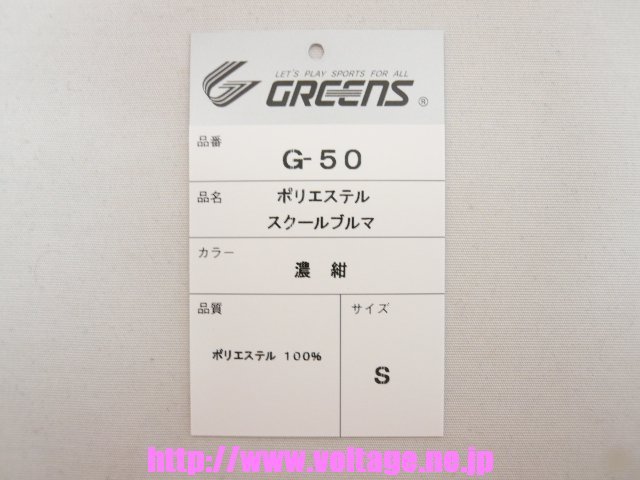 LET'S PLAY SPORTS FOR ALL
GREENS ®
品番
G-50
品名
ポリエステル
スクールブルマ
カラー
濃 紺
品質
サイズ
ポリエステル 100%
S
http://www.voltage.ne.jp